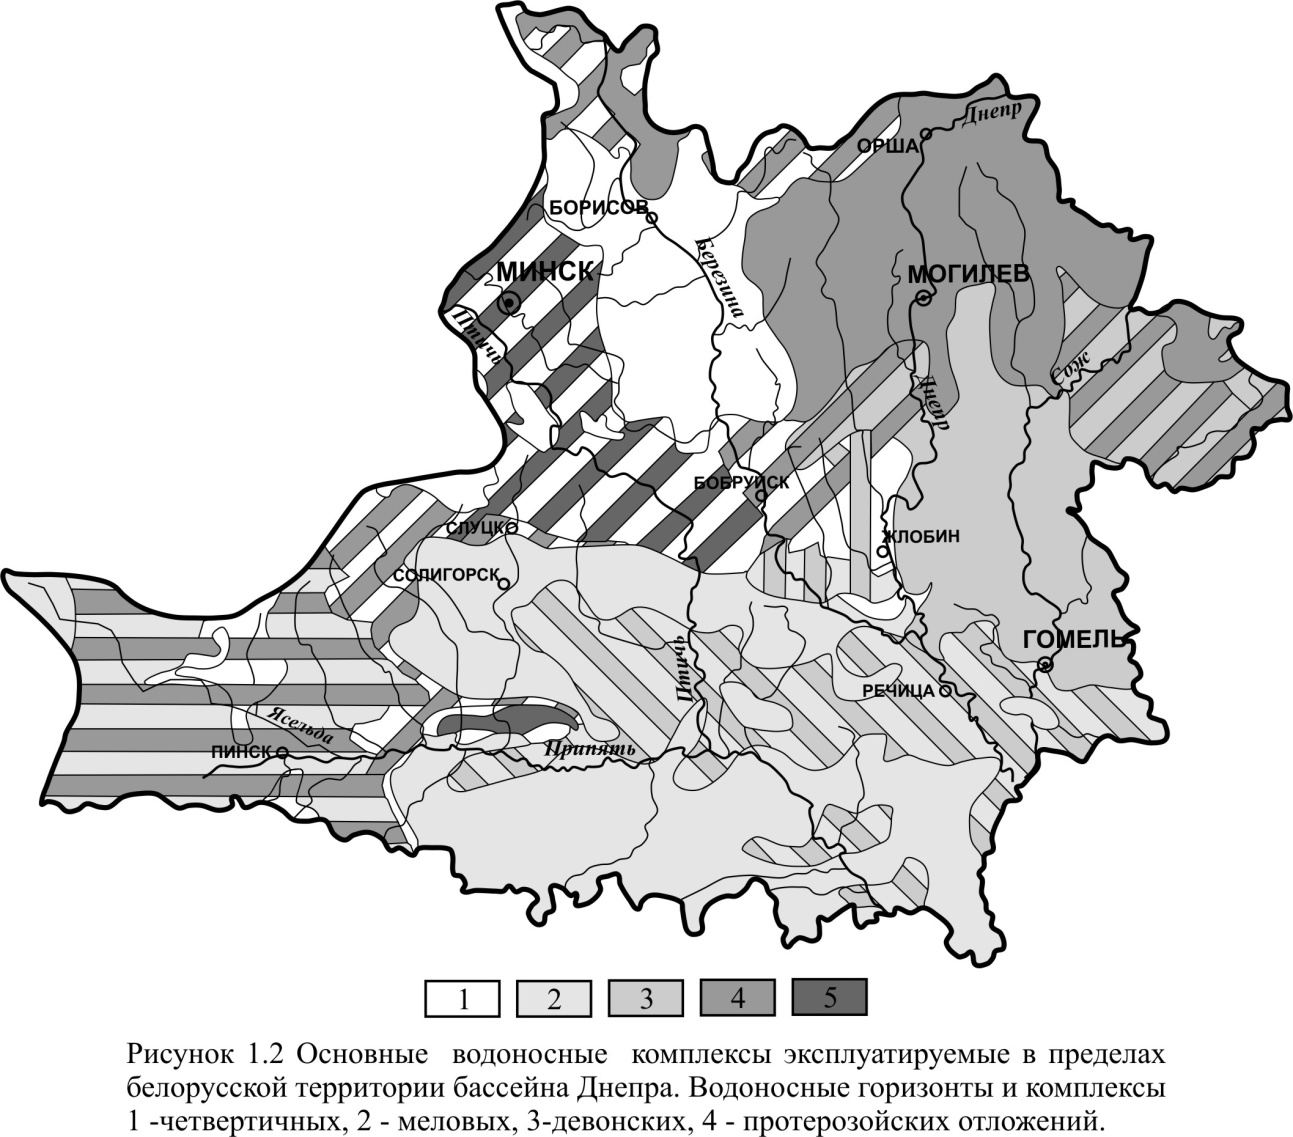 Днепр
ОРША
БОРИСОВ
Березина
МИНСК
МОГИЛЕВ
Птичь
Сож
Днепр
БОБРУЙСК
СЛУЦК
ЖЛОБИН
СОЛИГОРСК
ГОМЕЛЬ
Птичь
РЕЧИЦА
Ясельда
ПИНСК
Припять
1 2 3 4 5
Рисунок 1.2 Основные водоносные комплексы эксплуатируемые в пределах
белорусской территории бассейна Днепра. Водоносные горизонты и комплексы
1 -четвертичных, 2 - меловых, 3-девонских, 4 - протерозойских отложений.